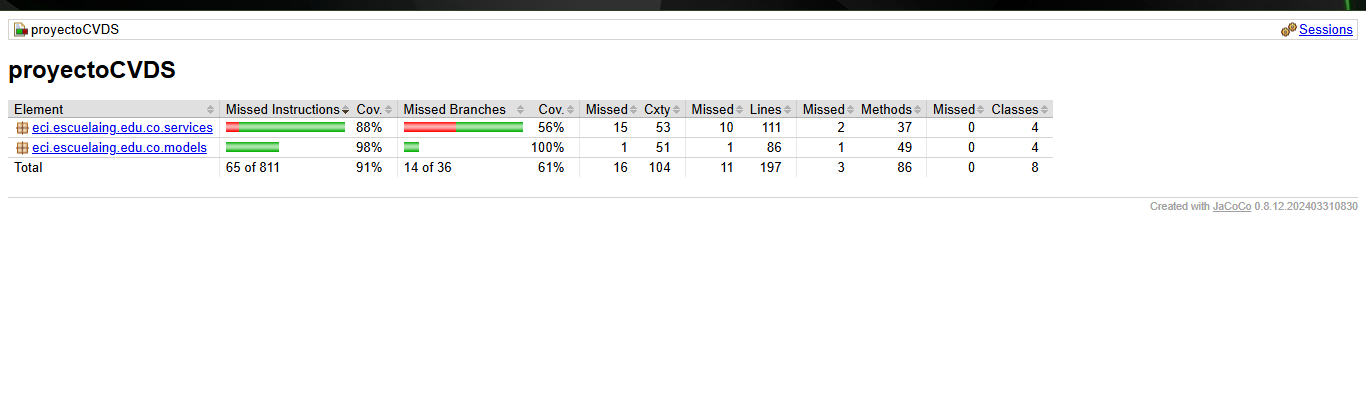 proyectoCVDS Sessions
proyectoCVDS
Element Missed Instructions Cov. Missed Branches Cov. Missed Cxty Missed Lines Missed Methods Missed Classes
eci.escuelaing.edu.co.services 88% 56% 15 53 10 111 2 37 0 4
eci.escuelaing.edu.co.models 98% 100% 1 51 1 86 1 49 0 4
Total 65 of 811 91% 14 of 36 61% 16 104 11 197 3 86 0 8
Created with JaCoCo 0.8.12.202403310830